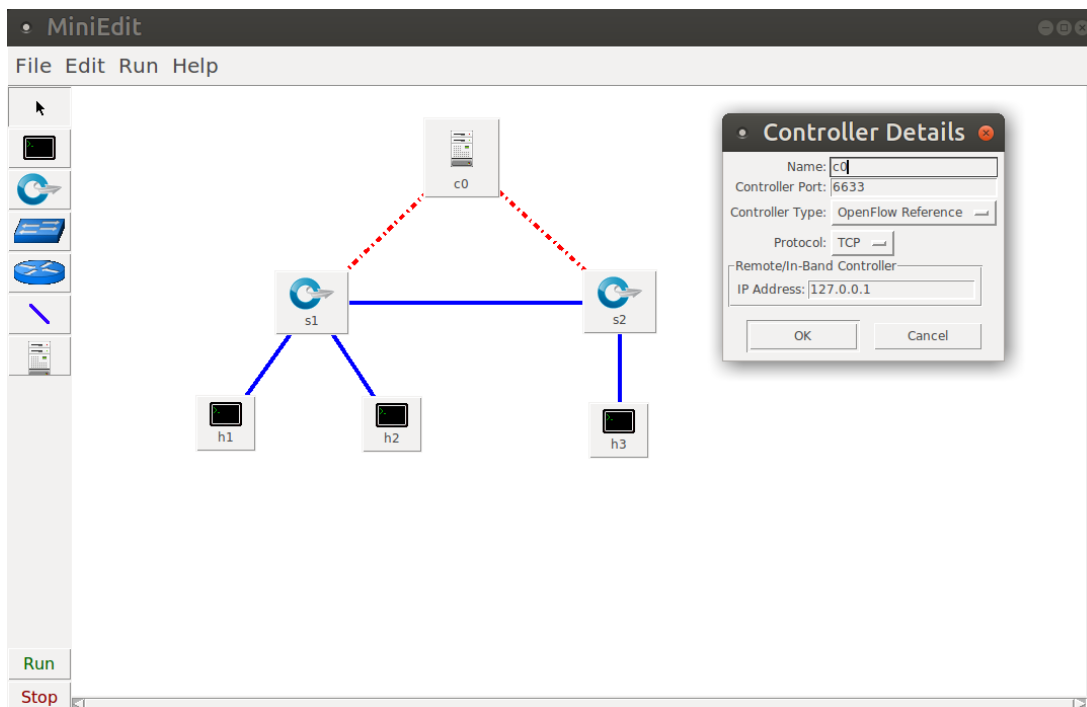 MiniEdit
File Edit Run Help
c0
s1
s2
h1
h2
h3
Controller Details
Name: c0
Controller Port: 6633
Controller Type: OpenFlow Reference
Protocol: TCP
Remote/In-Band Controller
IP Address: 127.0.0.1
OK Cancel
Run
Stop